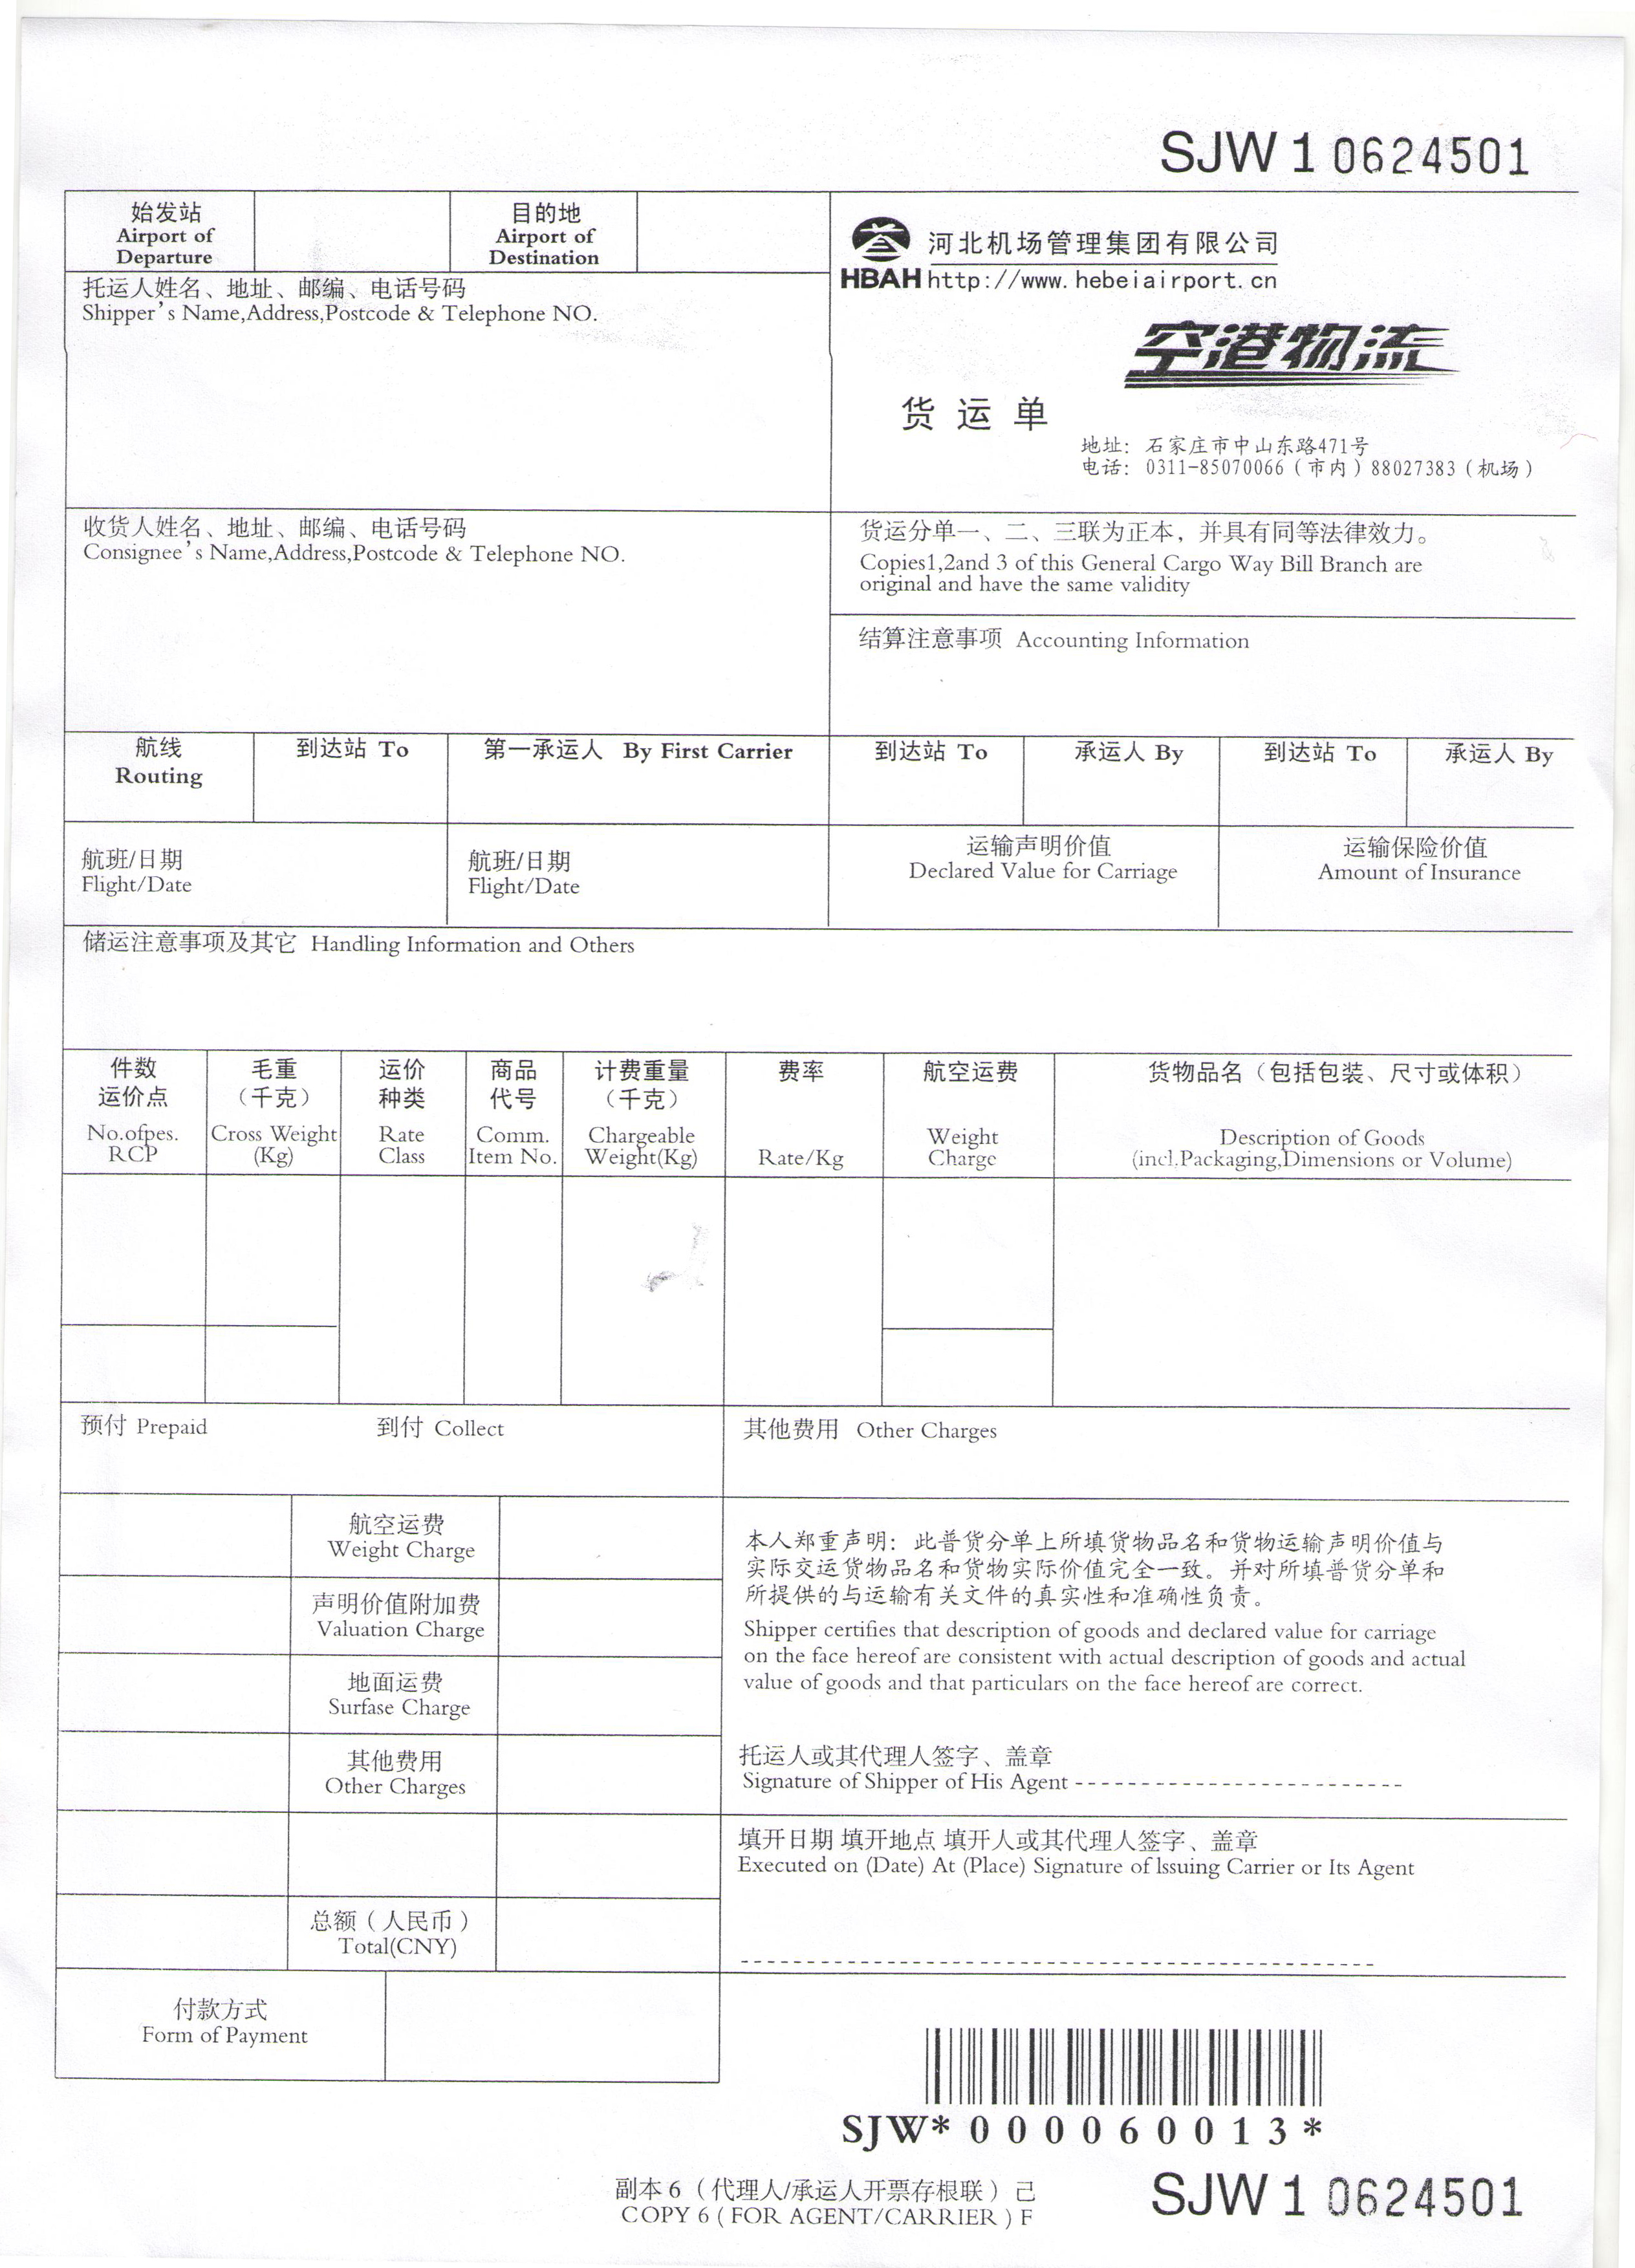 SJW 1 0624501
始发站
Airport of
Departure
目的地
Airport of
Destination
河北机场管理集团有限公司
HBAH http://www.hebeiairport.cn
托运人姓名、地址、邮编、电话号码
Shipper's Name,Address,Postcode & Telephone NO.
空港物流
货 运 单
地址：石家庄市中山东路471号
电话：0311-85070066（市内）88027383（机场）
收货人姓名、地址、邮编、电话号码
Consignee's Name,Address,Postcode & Telephone NO.
货运分单一、二、三联为正本，并具有同等法律效力。
Copies1,2and 3 of this General Cargo Way Bill Branch are
original and have the same validity
结算注意事项 Accounting Information
航线
Routing
到达站 To
第一承运人 By First Carrier
到达站 To
承运人 By
到达站 To
承运人 By
航班/日期
Flight/Date
航班/日期
Flight/Date
运输声明价值
Declared Value for Carriage
运输保险价值
Amount of Insurance
储运注意事项及其它 Handling Information and Others
件数
运价点
No.ofpes.
RCP
毛重
（千克）
Cross Weight
(Kg)
运价
种类
Rate
Class
商品
代号
Comm.
Item No.
计费重量
（千克）
Chargeable
Weight(Kg)
费率
Rate/Kg
航空运费
Weight
Charge
货物品名（包括包装、尺寸或体积）
Description of Goods
(incl.Packaging,Dimensions or Volume)
预付 Prepaid
到付 Collect
其他费用 Other Charges
航空运费
Weight Charge
声明价值附加费
Valuation Charge
地面运费
Surfase Charge
其他费用
Other Charges
总额（人民币）
Total(CNY)
付款方式
Form of Payment
本人郑重声明：此普货分单上所填货物品名和货物运输声明价值与
实际交运货物品名和货物实际价值完全一致。并对所填普货分单和
所提供的与运输有关文件的真实性和准确性负责。
Shipper certifies that description of goods and declared value for carriage
on the face hereof are consistent with actual description of goods and actual
value of goods and that particulars on the face hereof are correct.
托运人或其代理人签字、盖章
Signature of Shipper of His Agent
填开日期 填开地点 填开人或其代理人签字、盖章
Executed on (Date) At (Place) Signature of Issuing Carrier or Its Agent
SJW* 0 0 0 0 6 0 0 1 3 *
副本 6 （代理人/承运人开票存根联）己
COPY 6 ( FOR AGENT/CARRIER ) F
SJW 1 0624501